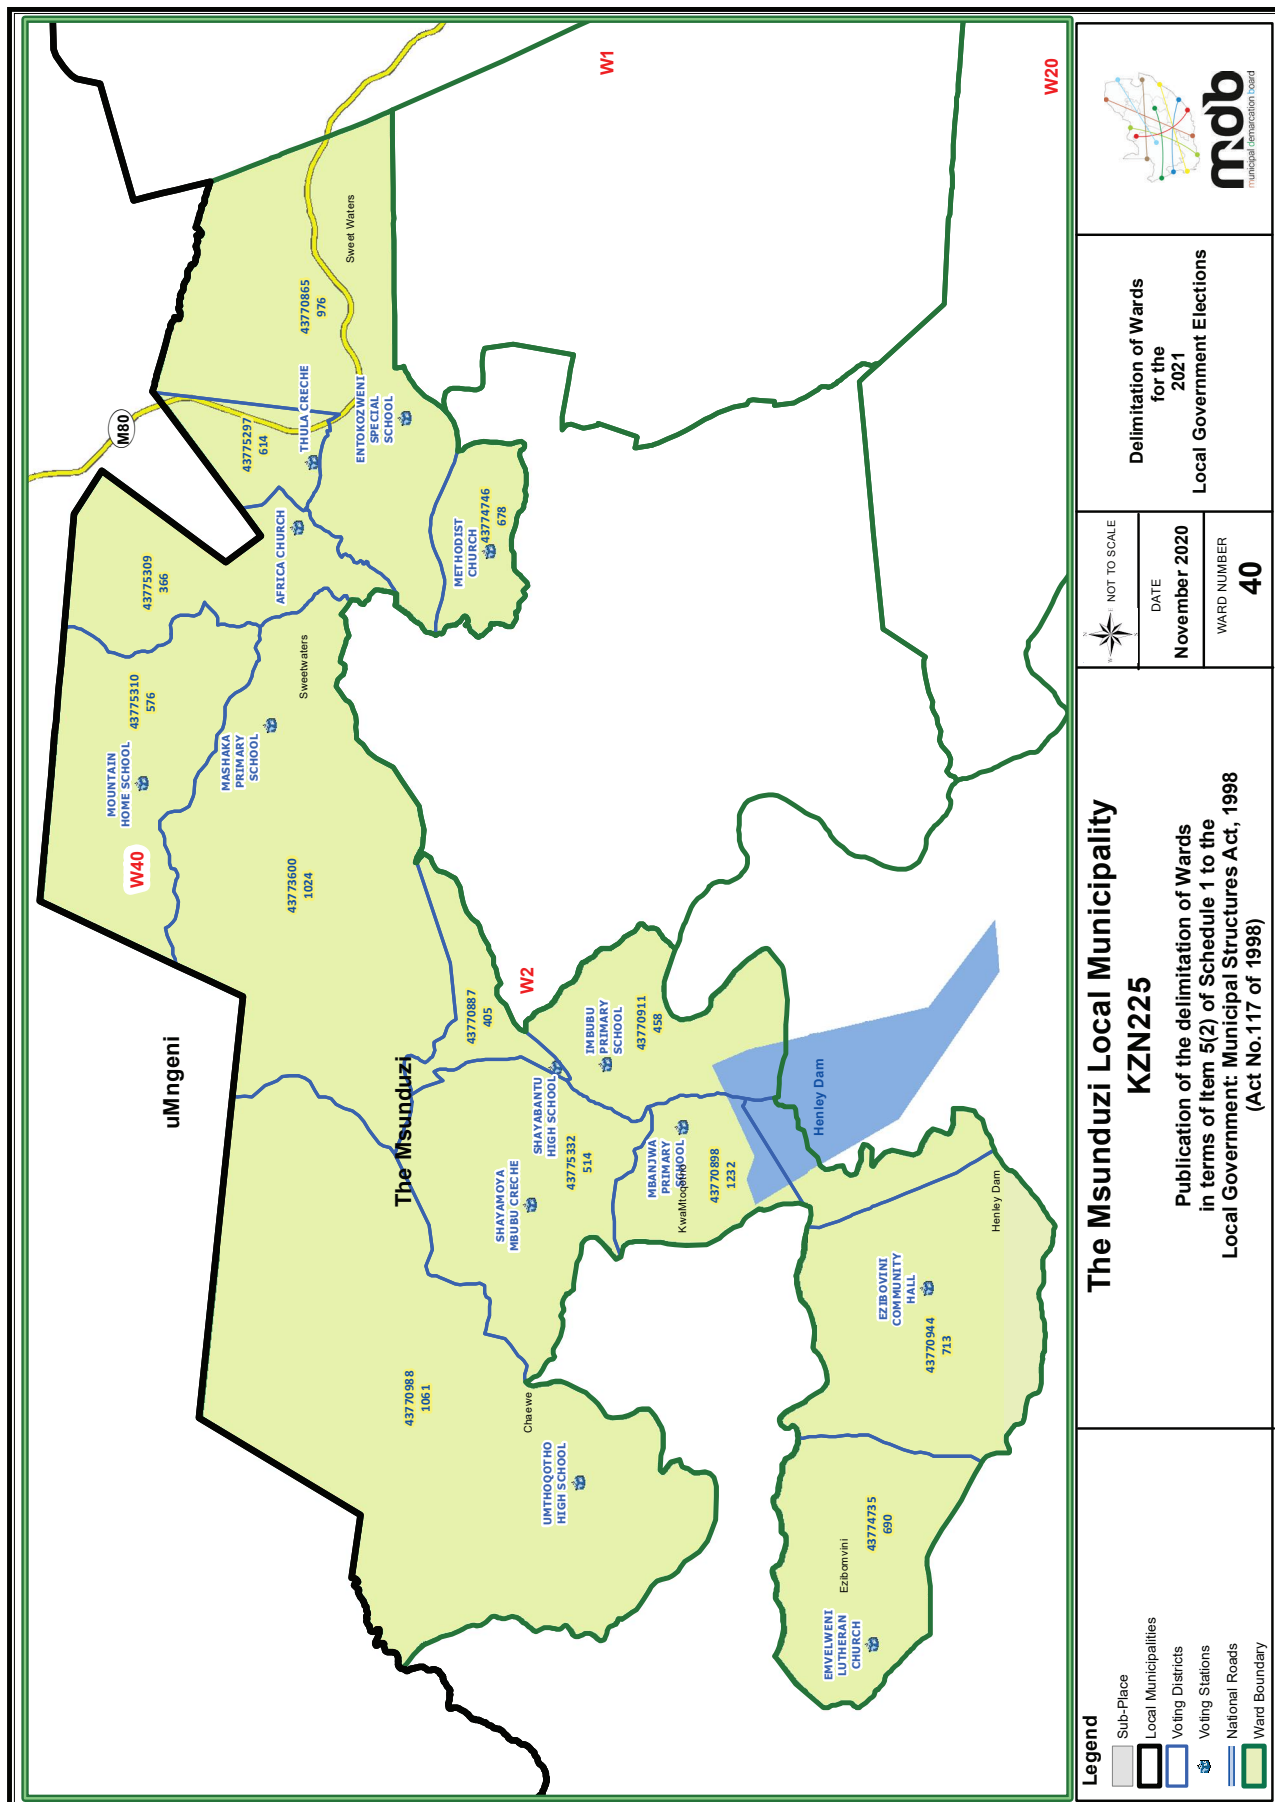 uMngeni
The Msunduzi
W40
W1
W2
W20
M80
43770865
976
Sweet Waters
43775297
614
THULA CRECHE
ENTOKOZWENI
SPECIAL
SCHOOL
43775309
366
AFRICA CHURCH
METHODIST
CHURCH
43774746
678
43775310
576
MOUNTAIN
HOME SCHOOL
MASHAKA
PRIMARY
SCHOOL
Sweetwaters
43773600
1024
43770887
405
SHAYABANTU
HIGH SCHOOL
IMBUBU
PRIMARY
SCHOOL
43770911
458
SHAYAMOYA
MBUBU CRECHE
43775332
514
MBANJWA
PRIMARY
SCHOOL
KwaMtoqotho
43770898
1232
Henley Dam
43770988
1061
Chaewe
UMTHOQOTHO
HIGH SCHOOL
EZIBOVINI
COMMUNITY
HALL
43770944
713
Henley Dam
43774735
690
Ezibomvini
EMVELWENI
LUTHERAN
CHURCH
Legend
Sub-Place
Local Municipalities
Voting Districts
Voting Stations
National Roads
Ward Boundary
The Msunduzi Local Municipality
KZN225
Publication of the delimitation of Wards
in terms of Item 5(2) of Schedule 1 to the
Local Government: Municipal Structures Act, 1998
(Act No.117 of 1998)
N
W
E
S
NOT TO SCALE
DATE
November 2020
WARD NUMBER
40
Delimitation of Wards
for the
2021
Local Government Elections
mdb
municipal demarcation board